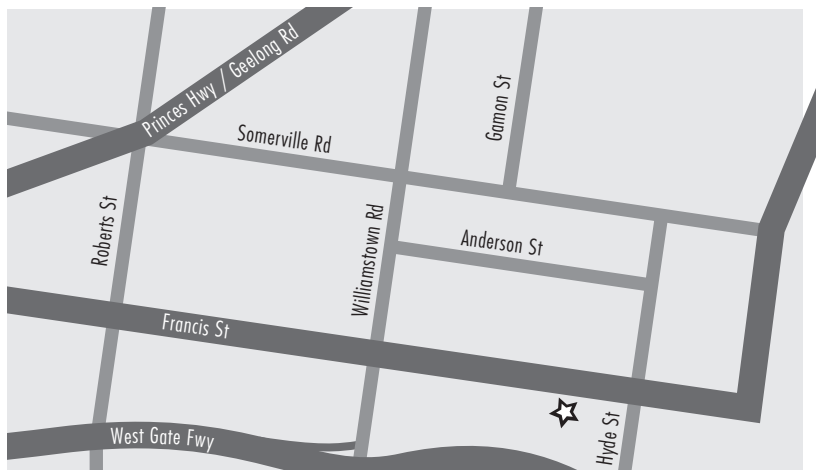 Princes Hwy / Geelong Rd
Gamon St
Somerville Rd
Roberts St
Williamstown Rd
Anderson St
Francis St
Hyde St
West Gate Fwy